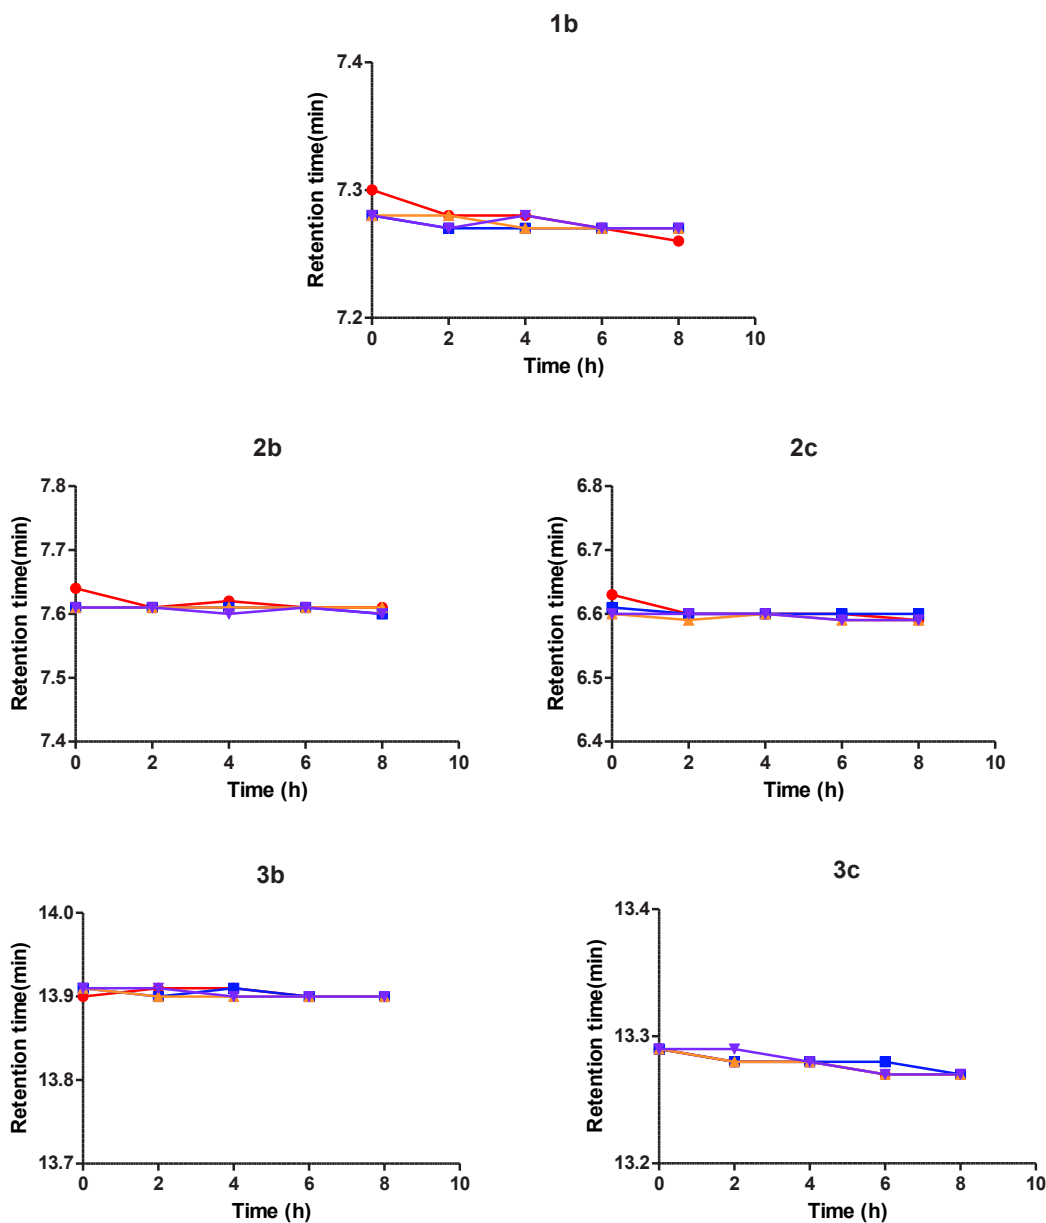 1b
Retention time(min)
7.4
7.3
7.2
0 2 4 6 8 10
Time (h)
2b
Retention time(min)
7.8
7.7
7.6
7.5
7.4
0 2 4 6 8 10
Time (h)
2c
Retention time(min)
6.8
6.7
6.6
6.5
6.4
0 2 4 6 8 10
Time (h)
3b
Retention time(min)
14.0
13.9
13.8
13.7
0 2 4 6 8 10
Time (h)
3c
Retention time(min)
13.4
13.3
13.2
0 2 4 6 8 10
Time (h)